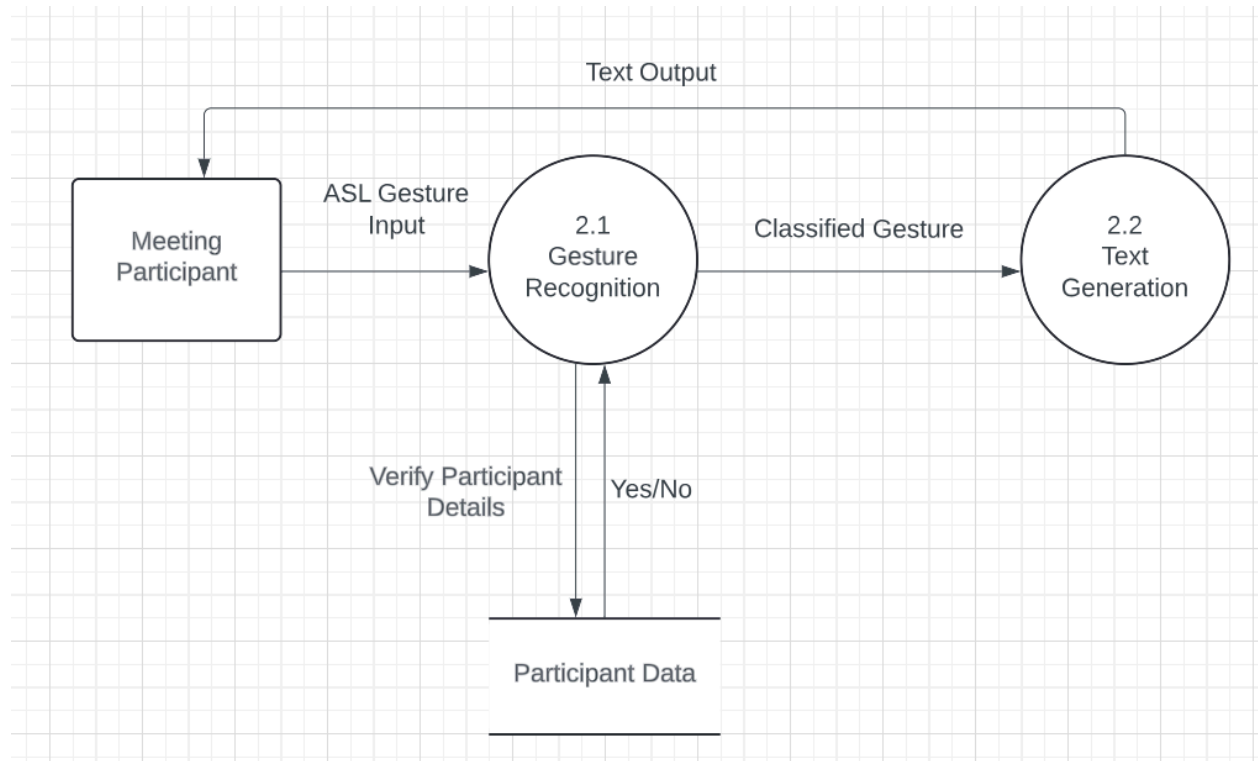 Text Output
ASL Gesture
Input
Meeting
Participant
2.1
Gesture
Recognition
Classified Gesture
2.2
Text
Generation
Verify Participant
Details
Yes/No
Participant Data